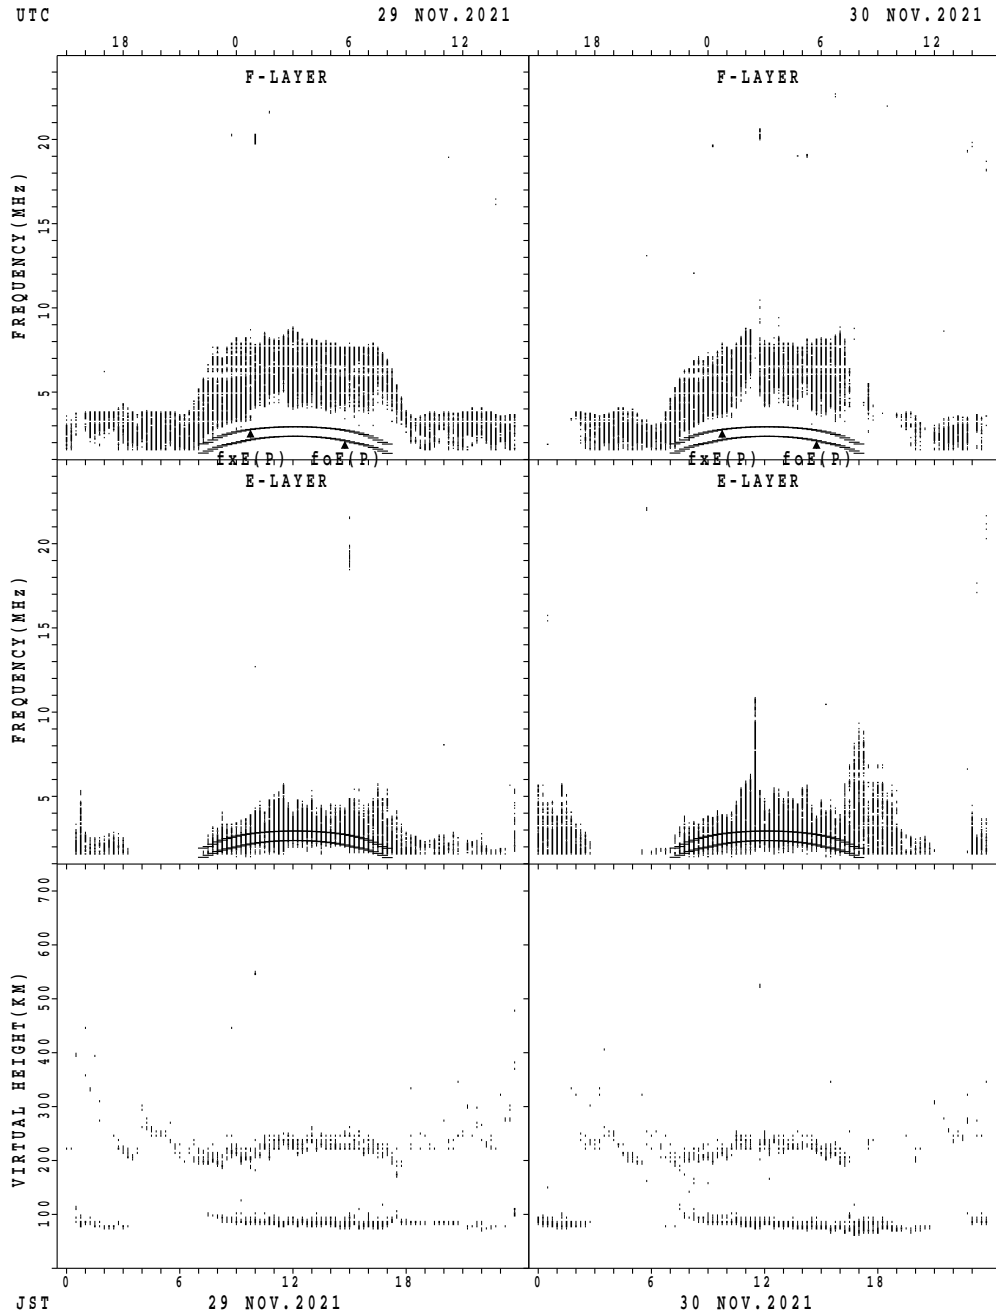 UTC 29 NOV.2021 30 NOV.2021
18 0 6 12 18 0 6 12
F-LAYER F-LAYER
FREQUENCY(MHz)
20
15
10
5
fxE(P) foE(P) fxE(P) foE(P)
E-LAYER E-LAYER
FREQUENCY(MHz)
20
15
10
5
VIRTUAL HEIGHT(KM)
700
600
500
400
300
200
100
0 6 12 18 0 6 12 18
JST 29 NOV.2021 30 NOV.2021